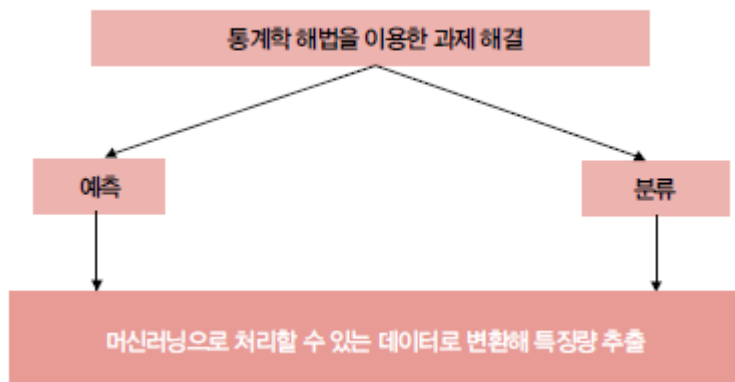 통계학 해법을 이용한 과제 해결
예측
분류
머신러닝으로 처리할 수 있는 데이터로 변환해 특징량 추출